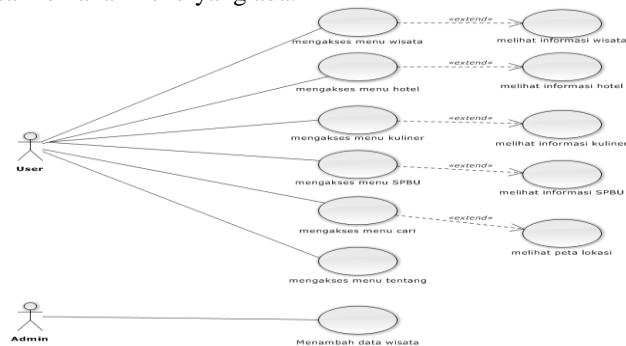 «extend»
mengakses menu wisata
melihat informasi wisata
«extend»
mengakses menu hotel
melihat informasi hotel
«extend»
mengakses menu kuliner
melihat informasi kuliner
User
«extend»
mengakses menu SPBU
melihat informasi SPBU
«extend»
mengakses menu cari
melihat peta lokasi
mengakses menu tentang
Admin
Menambah data wisata